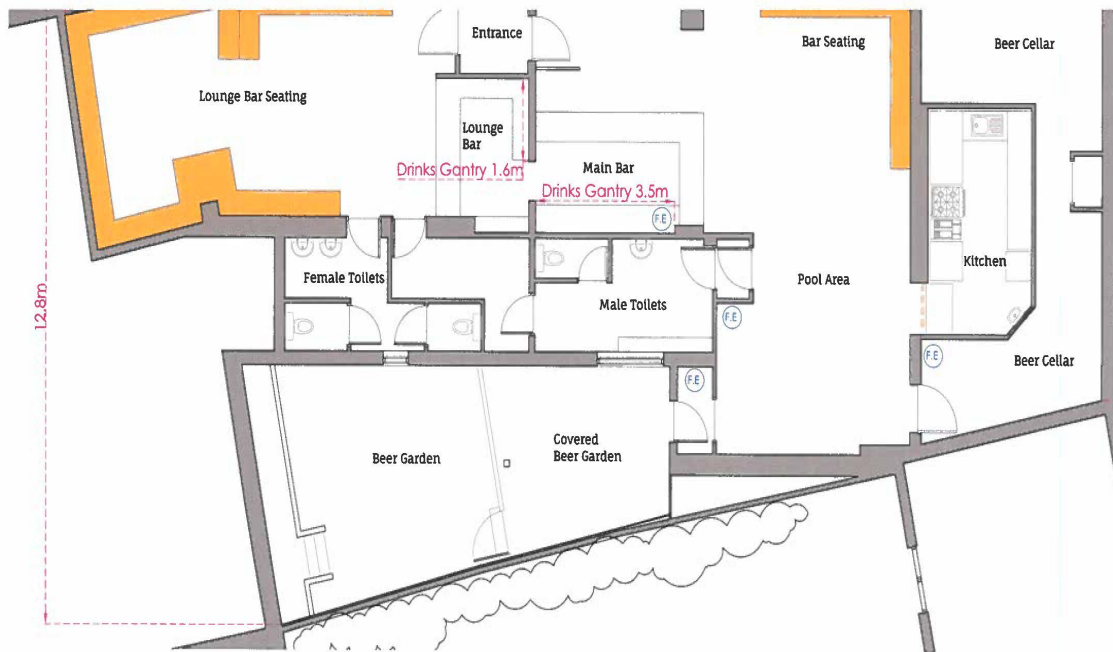 Entrance
Bar Seating
Beer Cellar
Lounge Bar Seating
Lounge
Bar
Drinks Gantry 1.6m
Main Bar
Drinks Gantry 3.5m
F.E
Female Toilets
Male Toilets
Pool Area
Kitchen
12.8m
F.E
F.E
Beer Cellar
F.E
Beer Garden
Covered
Beer Garden